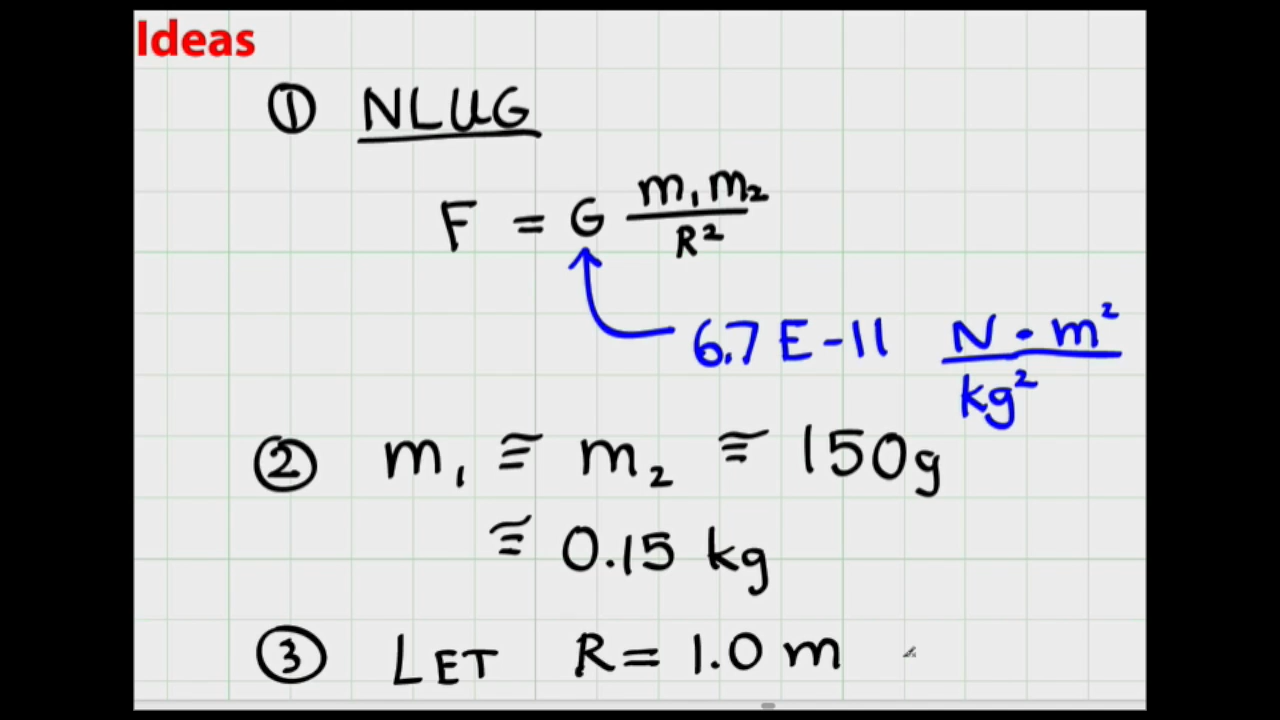 Ideas
① NLUG
F = G m₁m₂ / R²
6.7 E-11 N·m² / kg²
② m₁ ≅ m₂ ≅ 150g
≅ 0.15 kg
③ LET R = 1.0 m